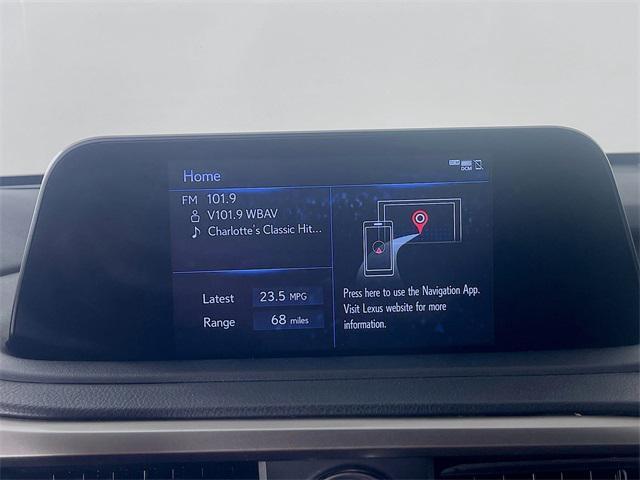 Home
DCM
FM 101.9
V101.9 WBAV
Charlotte's Classic Hit...
Latest 23.5 MPG
Range 68 miles
Press here to use the Navigation App.
Visit Lexus website for more
information.